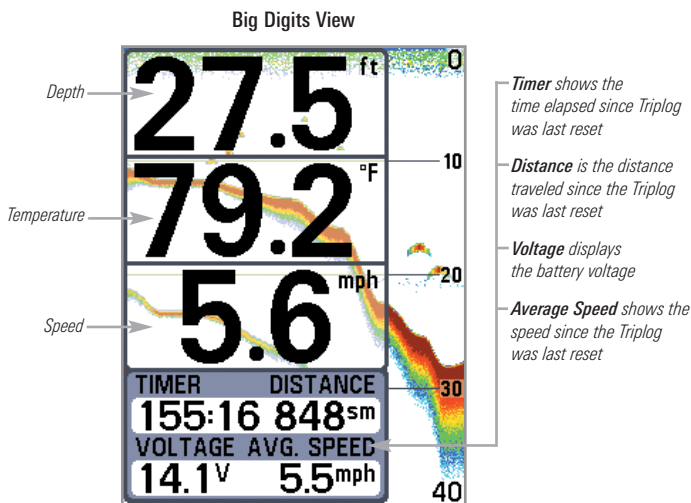 Big Digits View
Depth
27.5 ft
Temperature
79.2 °F
Speed
5.6 mph
TIMER DISTANCE
155:16 848sm
VOLTAGE AVG. SPEED
14.1V 5.5mph
0
10
20
30
40
Timer shows the
time elapsed since Triplog
was last reset
Distance is the distance
traveled since the Triplog
was last reset
Voltage displays
the battery voltage
Average Speed shows the
speed since the Triplog
was last reset